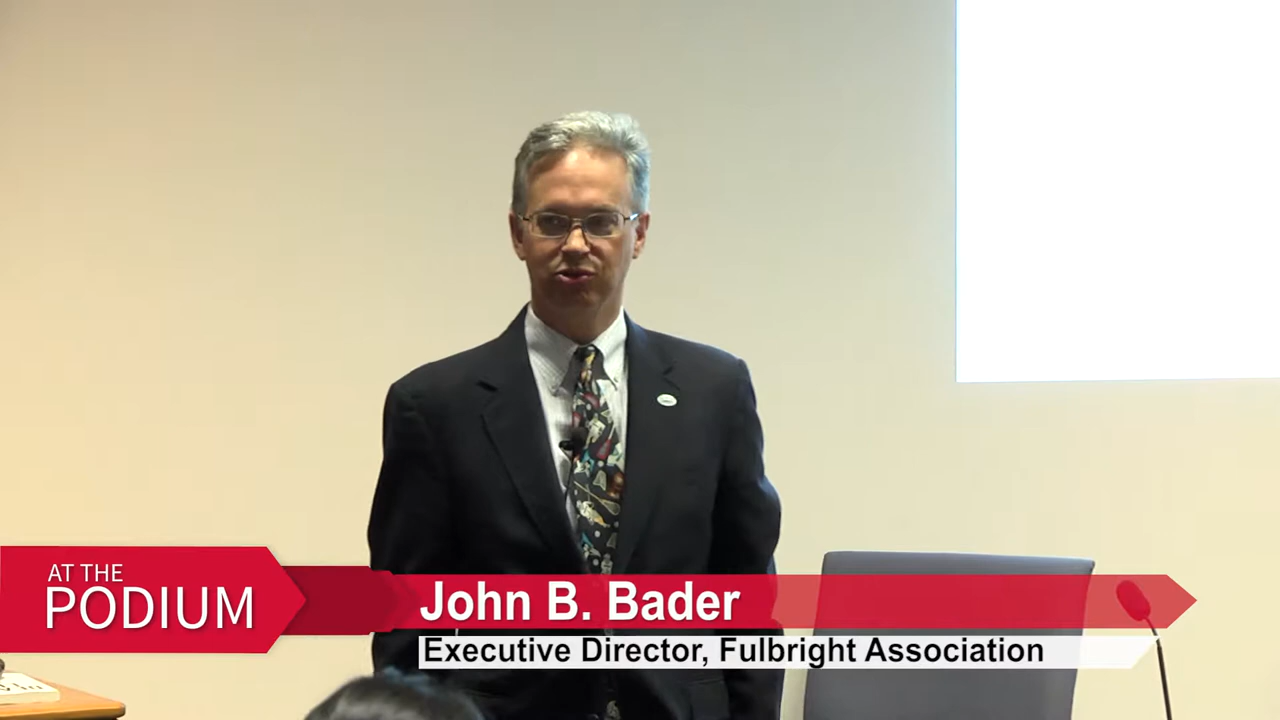 AT THE
PODIUM
John B. Bader
Executive Director, Fulbright Association